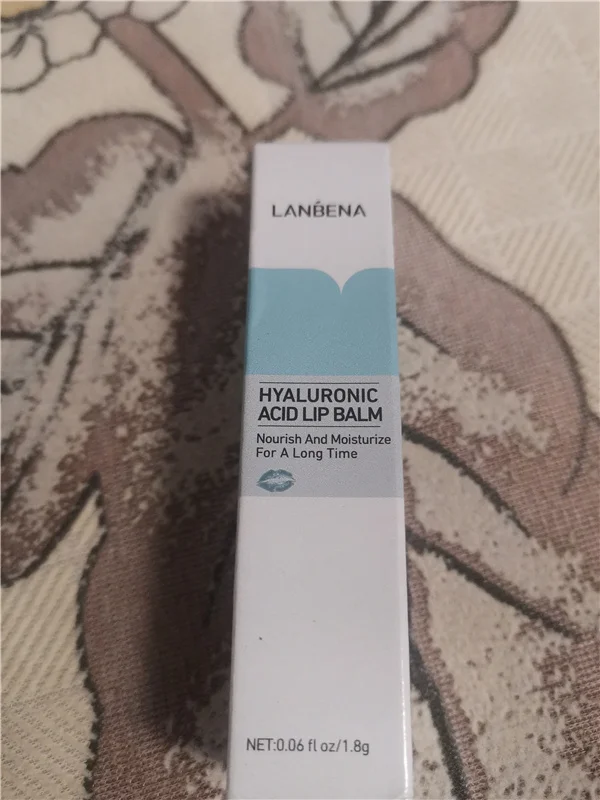 LANBENA
HYALURONIC
ACID LIP BALM
Nourish And Moisturize
For A Long Time
NET:0.06 fl oz/1.8g